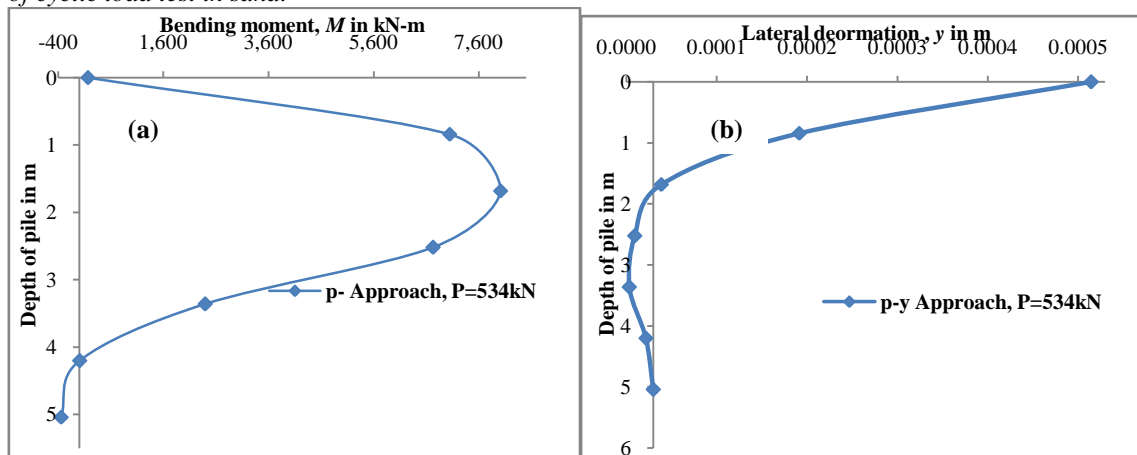 of cyclic load test in sand.
Bending moment, M in kN-m
-400 1,600 3,600 5,600 7,600
0
1
2
3
4
5
Depth of pile in m
(a)
p- Approach, P=534kN
Lateral deormation , y in m
0.0000 0.0001 0.0002 0.0003 0.0004 0.0005
0
1
2
3
4
5
6
Depth of pile in m
(b)
p-y Approach, P=534kN